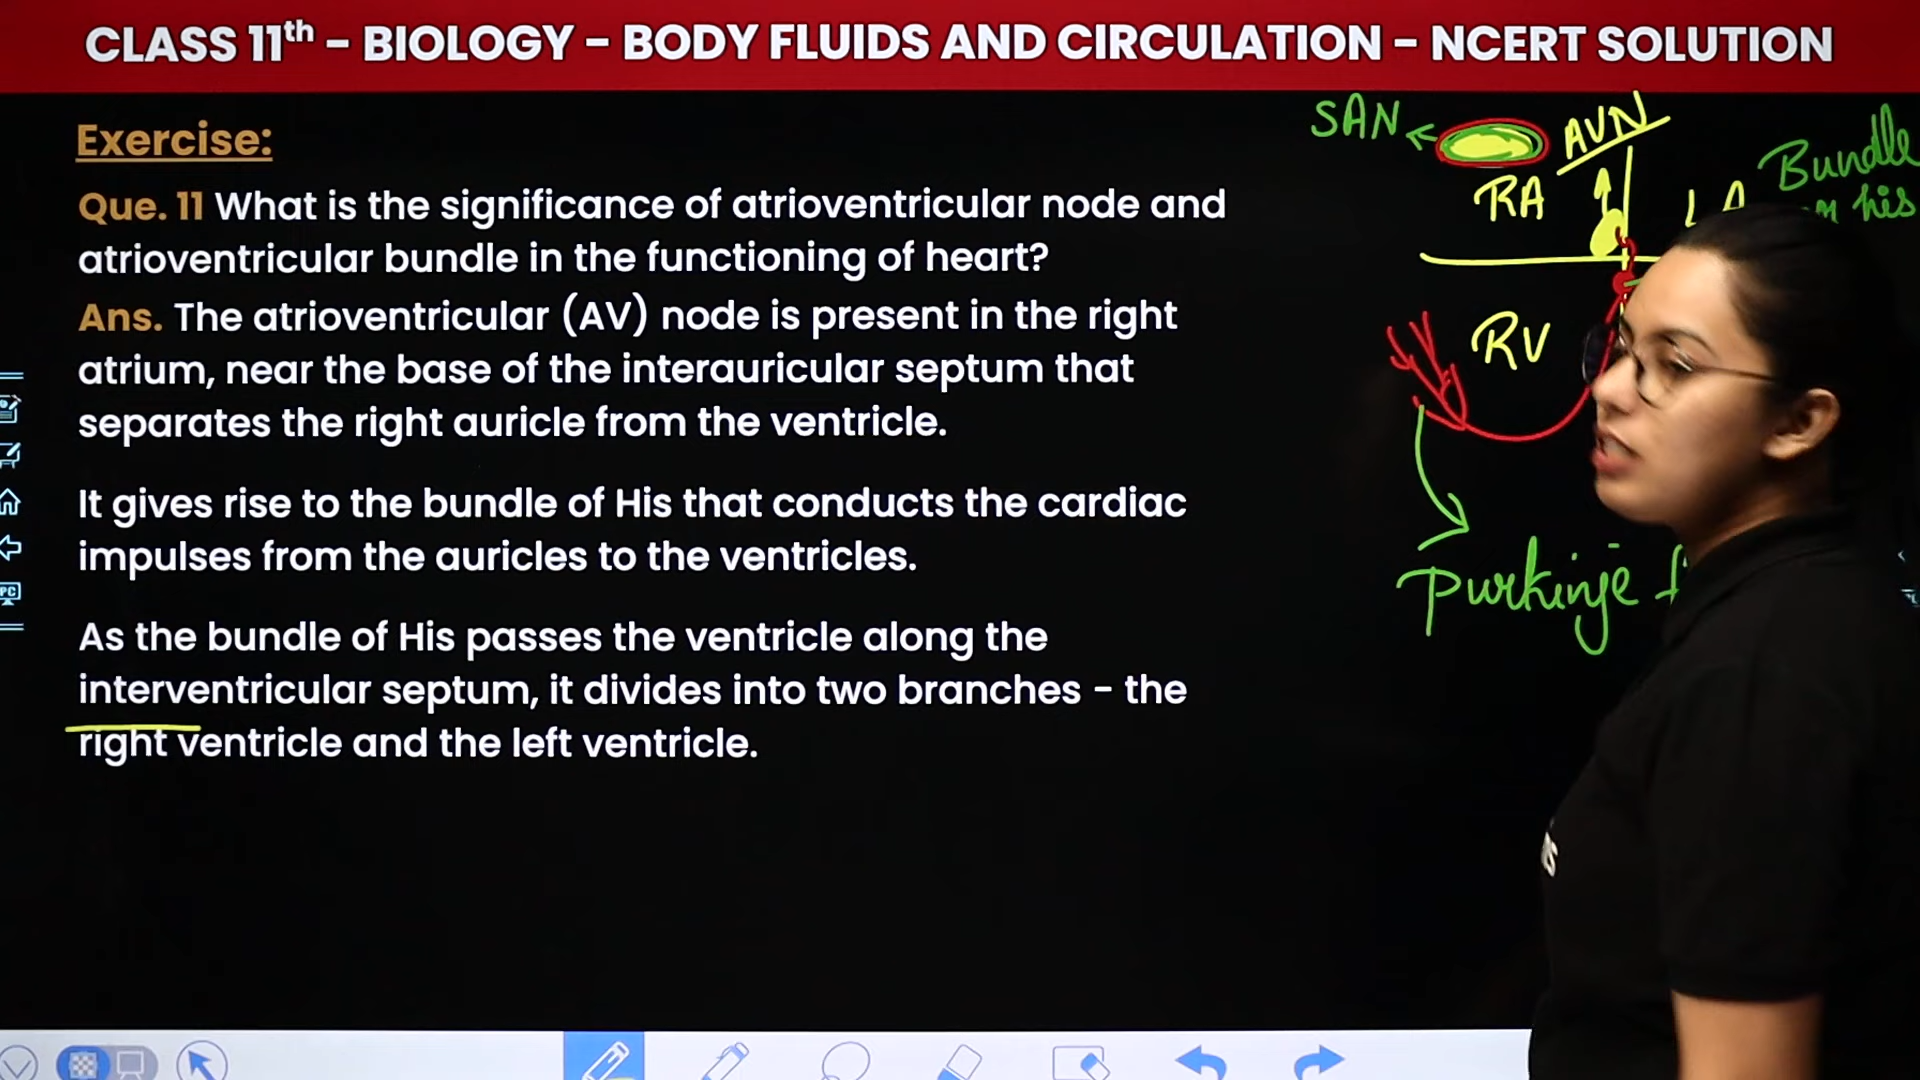 CLASS 11th – BIOLOGY – BODY FLUIDS AND CIRCULATION – NCERT SOLUTION
Exercise:
Que. 11 What is the significance of atrioventricular node and
atrioventricular bundle in the functioning of heart?
Ans. The atrioventricular (AV) node is present in the right
atrium, near the base of the interauricular septum that
separates the right auricle from the ventricle.
It gives rise to the bundle of His that conducts the cardiac
impulses from the auricles to the ventricles.
As the bundle of His passes the ventricle along the
interventricular septum, it divides into two branches – the
right ventricle and the left ventricle.
SAN
AVN
Bundle
his
RA
LA
RV
Purkinje
PC